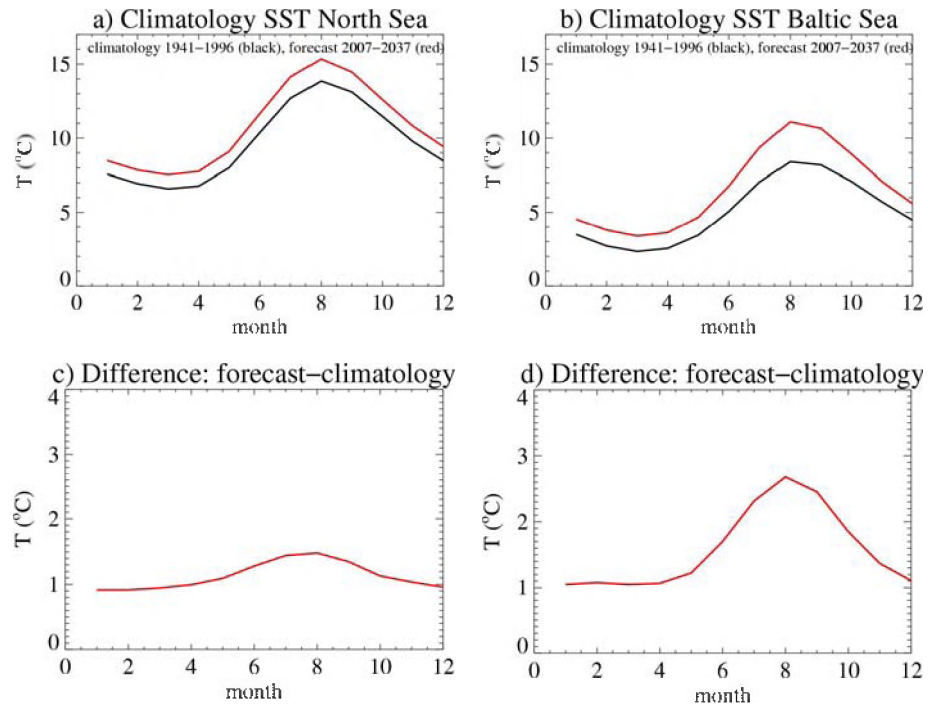 a) Climatology SST North Sea
climatology 1941–1996 (black), forecast 2007–2037 (red)
15
10
5
0
T (°C)
0 2 4 6 8 10 12
month
b) Climatology SST Baltic Sea
climatology 1941–1996 (black), forecast 2007–2037 (red)
15
10
5
0
T (°C)
0 2 4 6 8 10 12
month
c) Difference: forecast–climatology
4
3
2
1
0
T (°C)
0 2 4 6 8 10 12
month
d) Difference: forecast–climatology
4
3
2
1
0
T (°C)
0 2 4 6 8 10 12
month